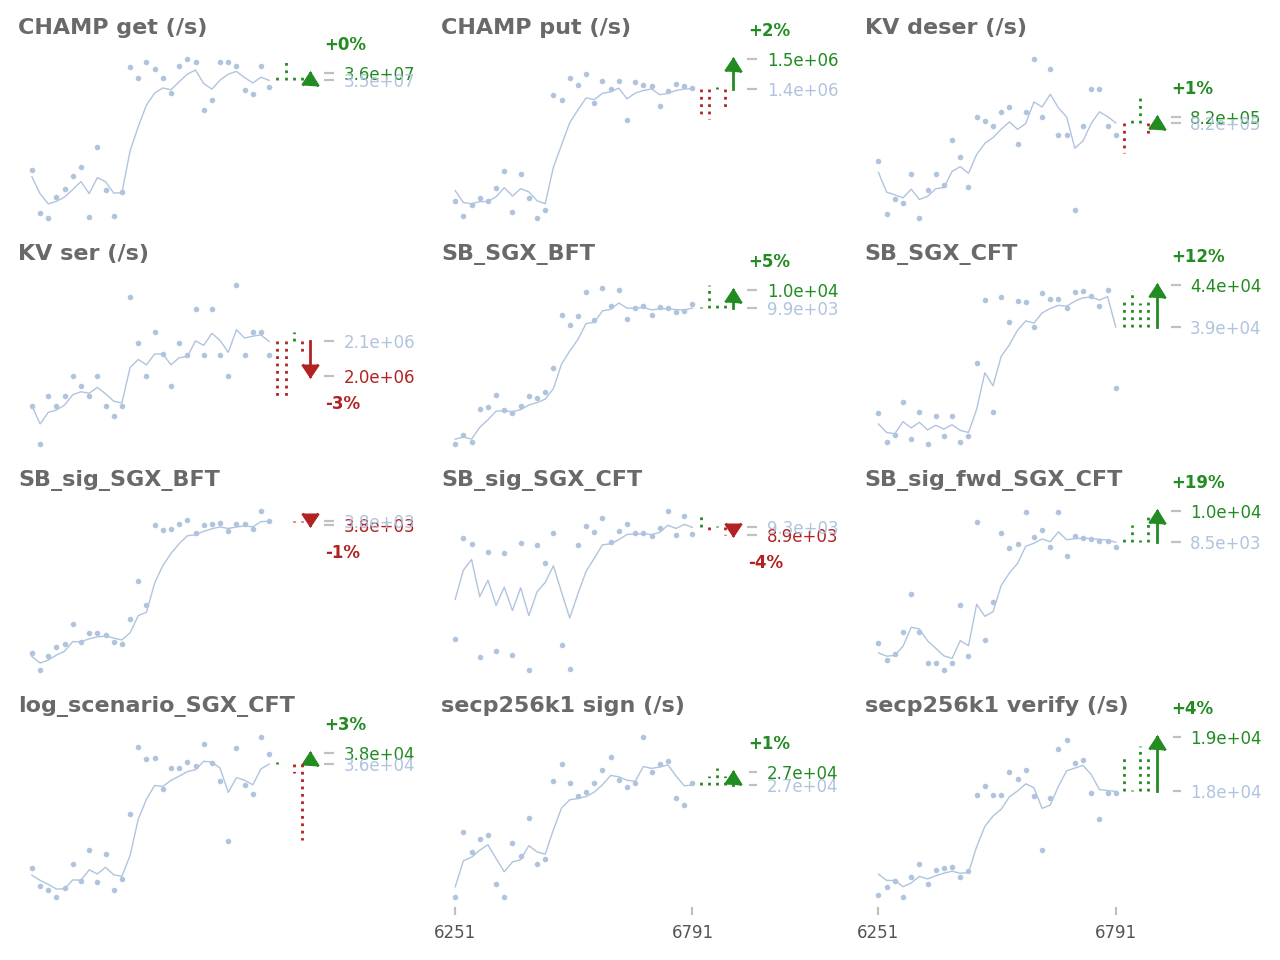 CHAMP get (/s)
+0%
3.6e+07
3.5e+07
CHAMP put (/s)
+2%
1.5e+06
1.4e+06
KV deser (/s)
+1%
8.2e+05
8.2e+05
KV ser (/s)
2.1e+06
2.0e+06
-3%
SB_SGX_BFT
+5%
1.0e+04
9.9e+03
SB_SGX_CFT
+12%
4.4e+04
3.9e+04
SB_sig_SGX_BFT
3.8e+03
3.8e+03
-1%
SB_sig_SGX_CFT
9.3e+03
8.9e+03
-4%
SB_sig_fwd_SGX_CFT
+19%
1.0e+04
8.5e+03
log_scenario_SGX_CFT
+3%
3.8e+04
3.6e+04
secp256k1 sign (/s)
+1%
2.7e+04
2.7e+04
6251
6791
secp256k1 verify (/s)
+4%
1.9e+04
1.8e+04
6251
6791